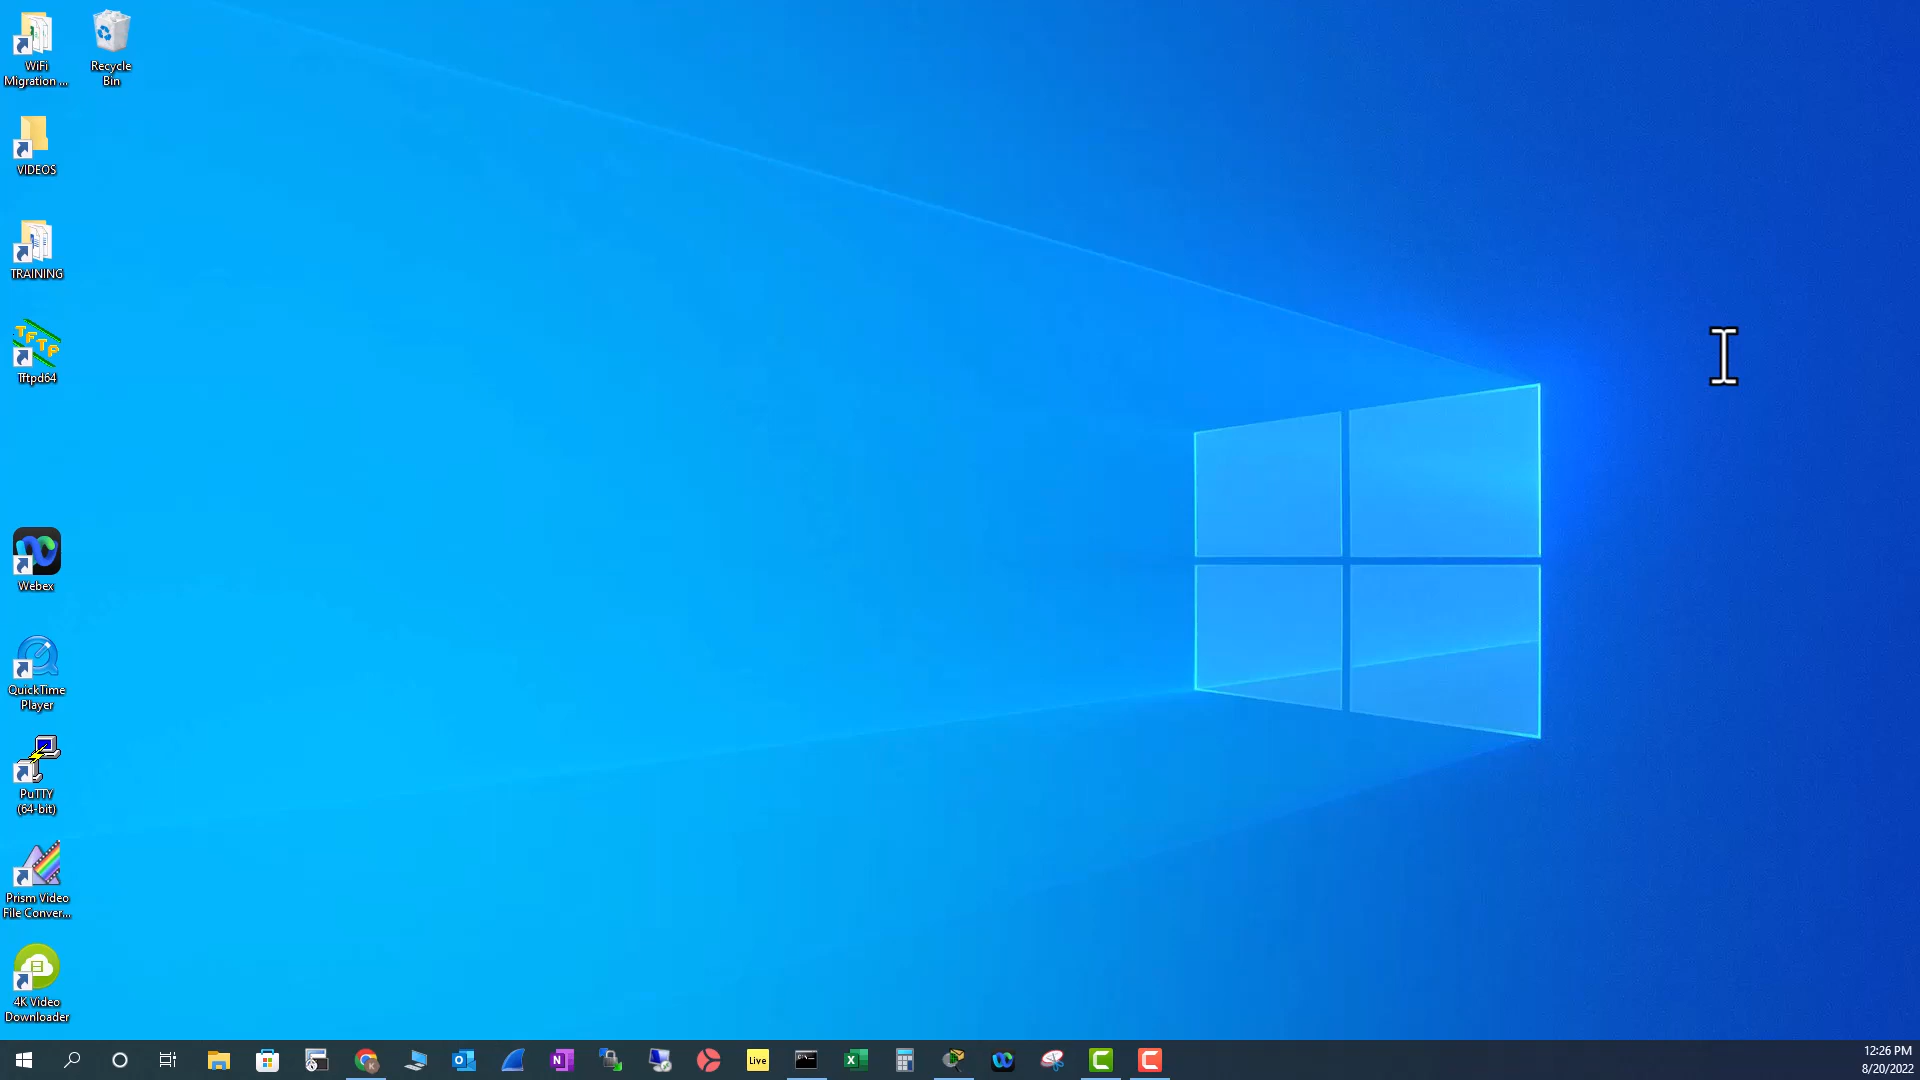 WiFi
Migration ...
Recycle
Bin
VIDEOS
TRAINING
TFTP
Tftpd64
Webex
QuickTime
Player
PuTTY
(64-bit)
Prism Video
File Conver...
4K Video
Downloader
Live
12:26 PM
8/20/2022